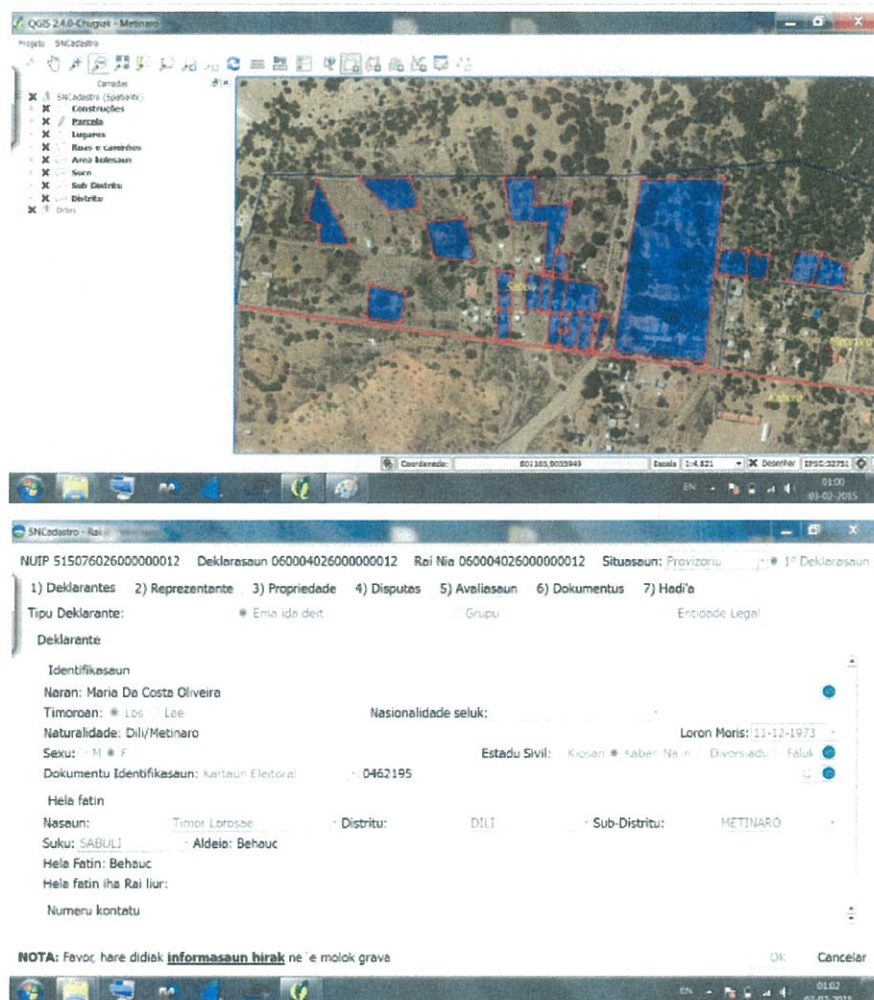 QGIS 2.4.0-Chugiak - Metinaro
Projeto SNCadastro
Camadas
SNCadastro (Spatialite)
Construções
Parcela
Lugares
Ruas e caminhos
Area kolesaun
Suco
Sub Distritu
Distritu
Ortos
Sabuli
Coordenada:
Escala 1:4.821
Desenhar EPSG:32751
EN 01:00
03-02-2015
SNCadastro - Rai
NUIP 515076026000000012 Deklarasaun 060004026000000012 Rai Nia 060004026000000012 Situasaun: Provizoriu 1ª Deklarasaun
1) Deklarantes 2) Reprezentante 3) Propriedade 4) Disputas 5) Avaliasaun 6) Dokumentus 7) Hadi'a
Tipu Deklarante: Ema ida deit Grupu Entidade Legal
Deklarante
Identifikasaun
Naran: Maria Da Costa Oliveira
Timoroan: Los Lae Nasionalidade seluk:
Naturalidade: Dili/Metinaro Loron Moris: 11-12-1973
Sexu: M F Estadu Sivil: Klosan Kaben Na'in Diversiadu Faluk
Dokumentu Identifikasaun: Kartaun Eleitoral 0462195
Hela fatin
Nasaun: Timor Lorosae Distritu: DILI Sub-Distritu: METINARO
Suku: SABULI Aldeia: Behauc
Hela Fatin: Behauc
Hela fatin iha Rai liur:
Numeru kontatu
NOTA: Favor, hare didiak informasaun hirak ne'e molok grava OK Cancelar
EN 01:02
03-02-2015